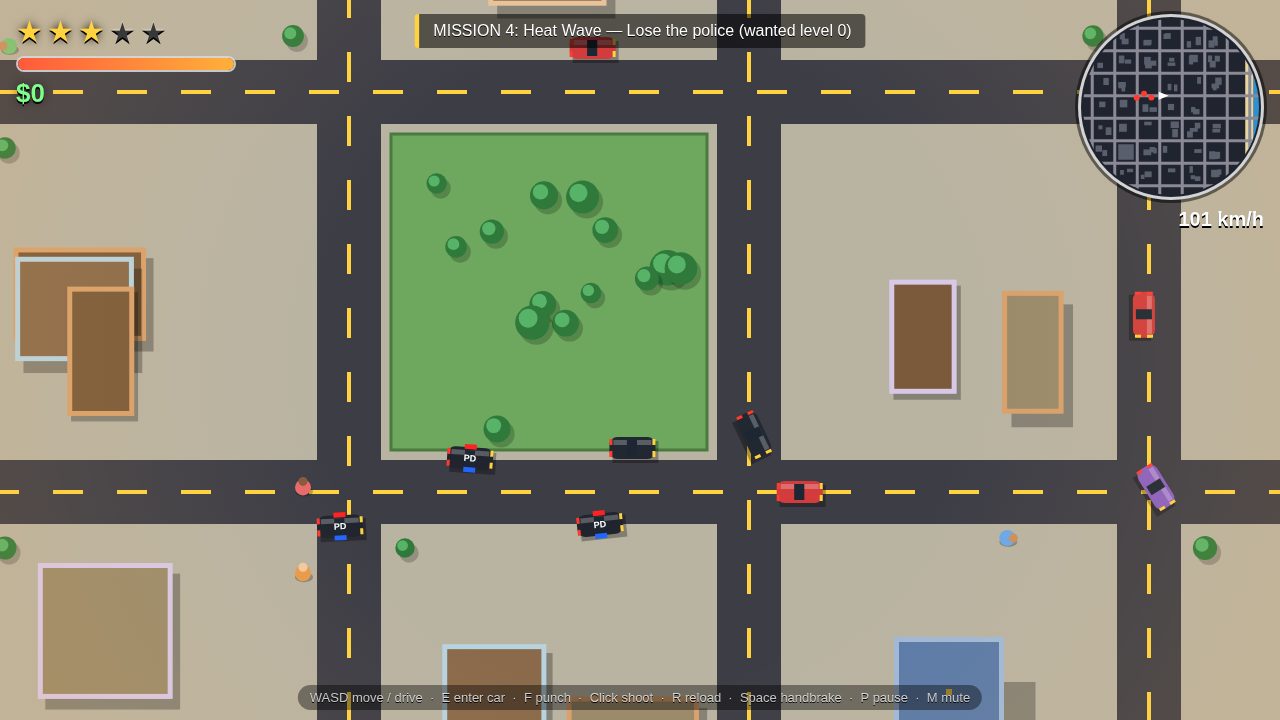 MISSION 4: Heat Wave — Lose the police (wanted level 0)
$0
101 km/h
PD
PD
PD
WASD move / drive · E enter car · F punch · Click shoot · R reload · Space handbrake · P pause · M mute